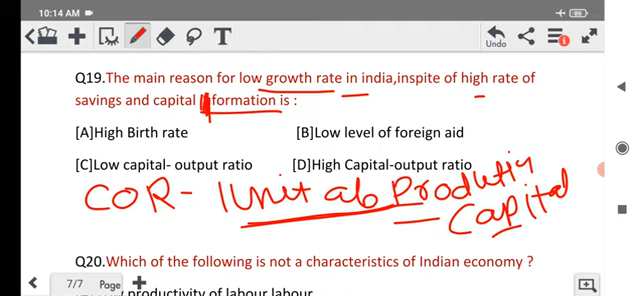 10:14 AM
86
Undo
Q19.The main reason for low growth rate in india,inspite of high rate of
savings and capital formation is :
[A]High Birth rate [B]Low level of foreign aid
[C]Low capital- output ratio [D]High Capital-output ratio
COR - 1 Unit ab Produtiy
Capital
Q20.Which of the following is not a characteristics of Indian economy ?
7/7 Page
productivity of labour labour